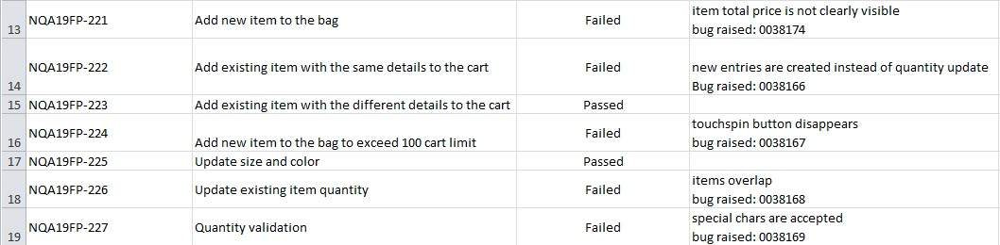 13 NQA19FP-221 Add new item to the bag Failed item total price is not clearly visible
bug raised: 0038174
14 NQA19FP-222 Add existing item with the same details to the cart Failed new entries are created instead of quantity update
Bug raised: 0038166
15 NQA19FP-223 Add existing item with the different details to the cart Passed
16 NQA19FP-224 Add new item to the bag to exceed 100 cart limit Failed touchspin button disappears
bug raised: 0038167
17 NQA19FP-225 Update size and color Passed
18 NQA19FP-226 Update existing item quantity Failed items overlap
bug raised: 0038168
19 NQA19FP-227 Quantity validation Failed special chars are accepted
bug raised: 0038169